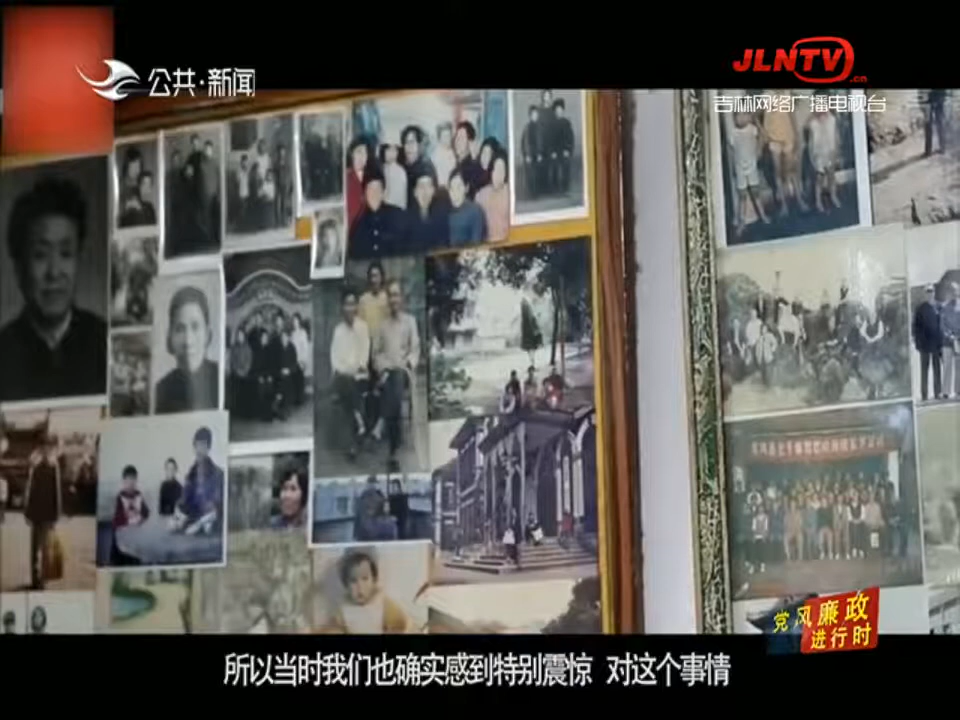 公共·新闻
JLNTV.cn
吉林网络广播电视台
党风廉政
进行时
所以当时我们也确实感到特别震惊 对这个事情